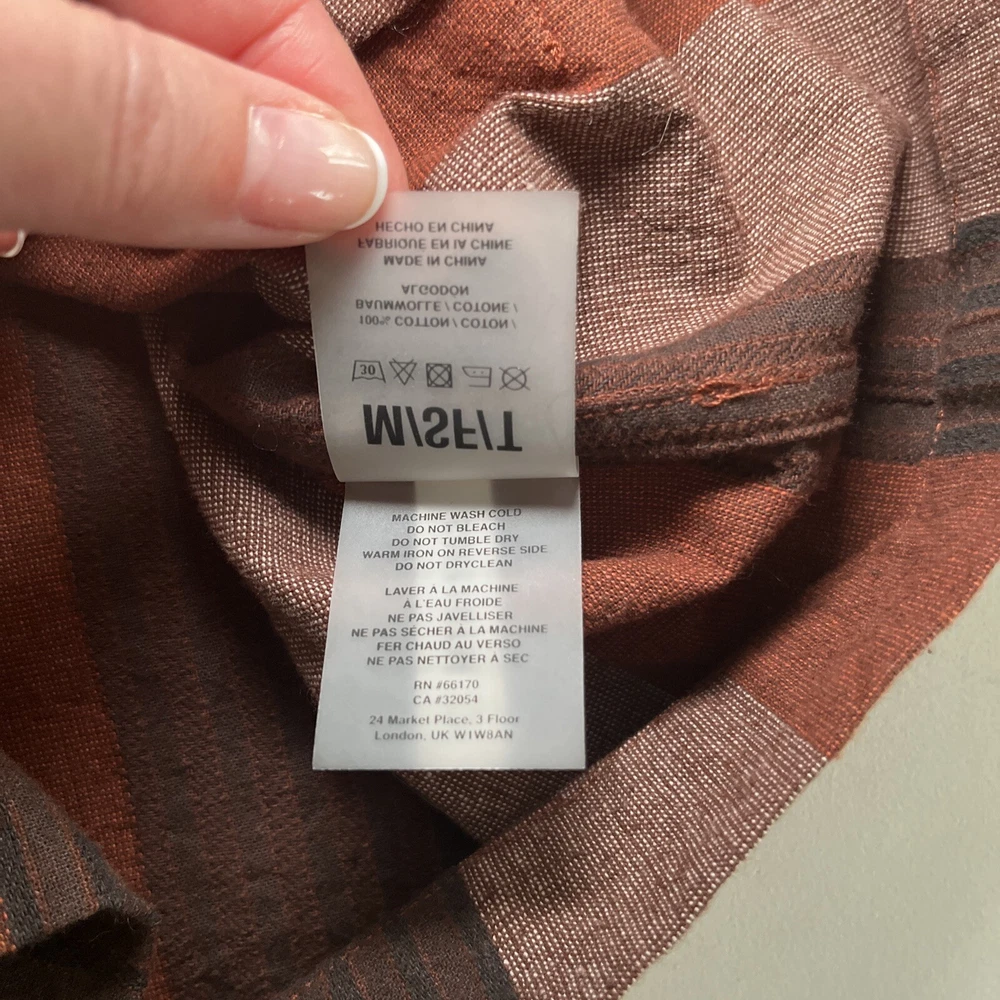 M/SF/T
30
100% COTTON / COTON /
BAUMWOLLE / COTONE /
ALGODON
MADE IN CHINA
FABRIQUE EN LA CHINE
HECHO EN CHINA
MACHINE WASH COLD
DO NOT BLEACH
DO NOT TUMBLE DRY
WARM IRON ON REVERSE SIDE
DO NOT DRYCLEAN
LAVER À LA MACHINE
À L'EAU FROIDE
NE PAS JAVELLISER
NE PAS SÉCHER À LA MACHINE
FER CHAUD AU VERSO
NE PAS NETTOYER À SEC
RN #66170
CA #32054
24 Market Place, 3 Floor
London, UK W1W8AN